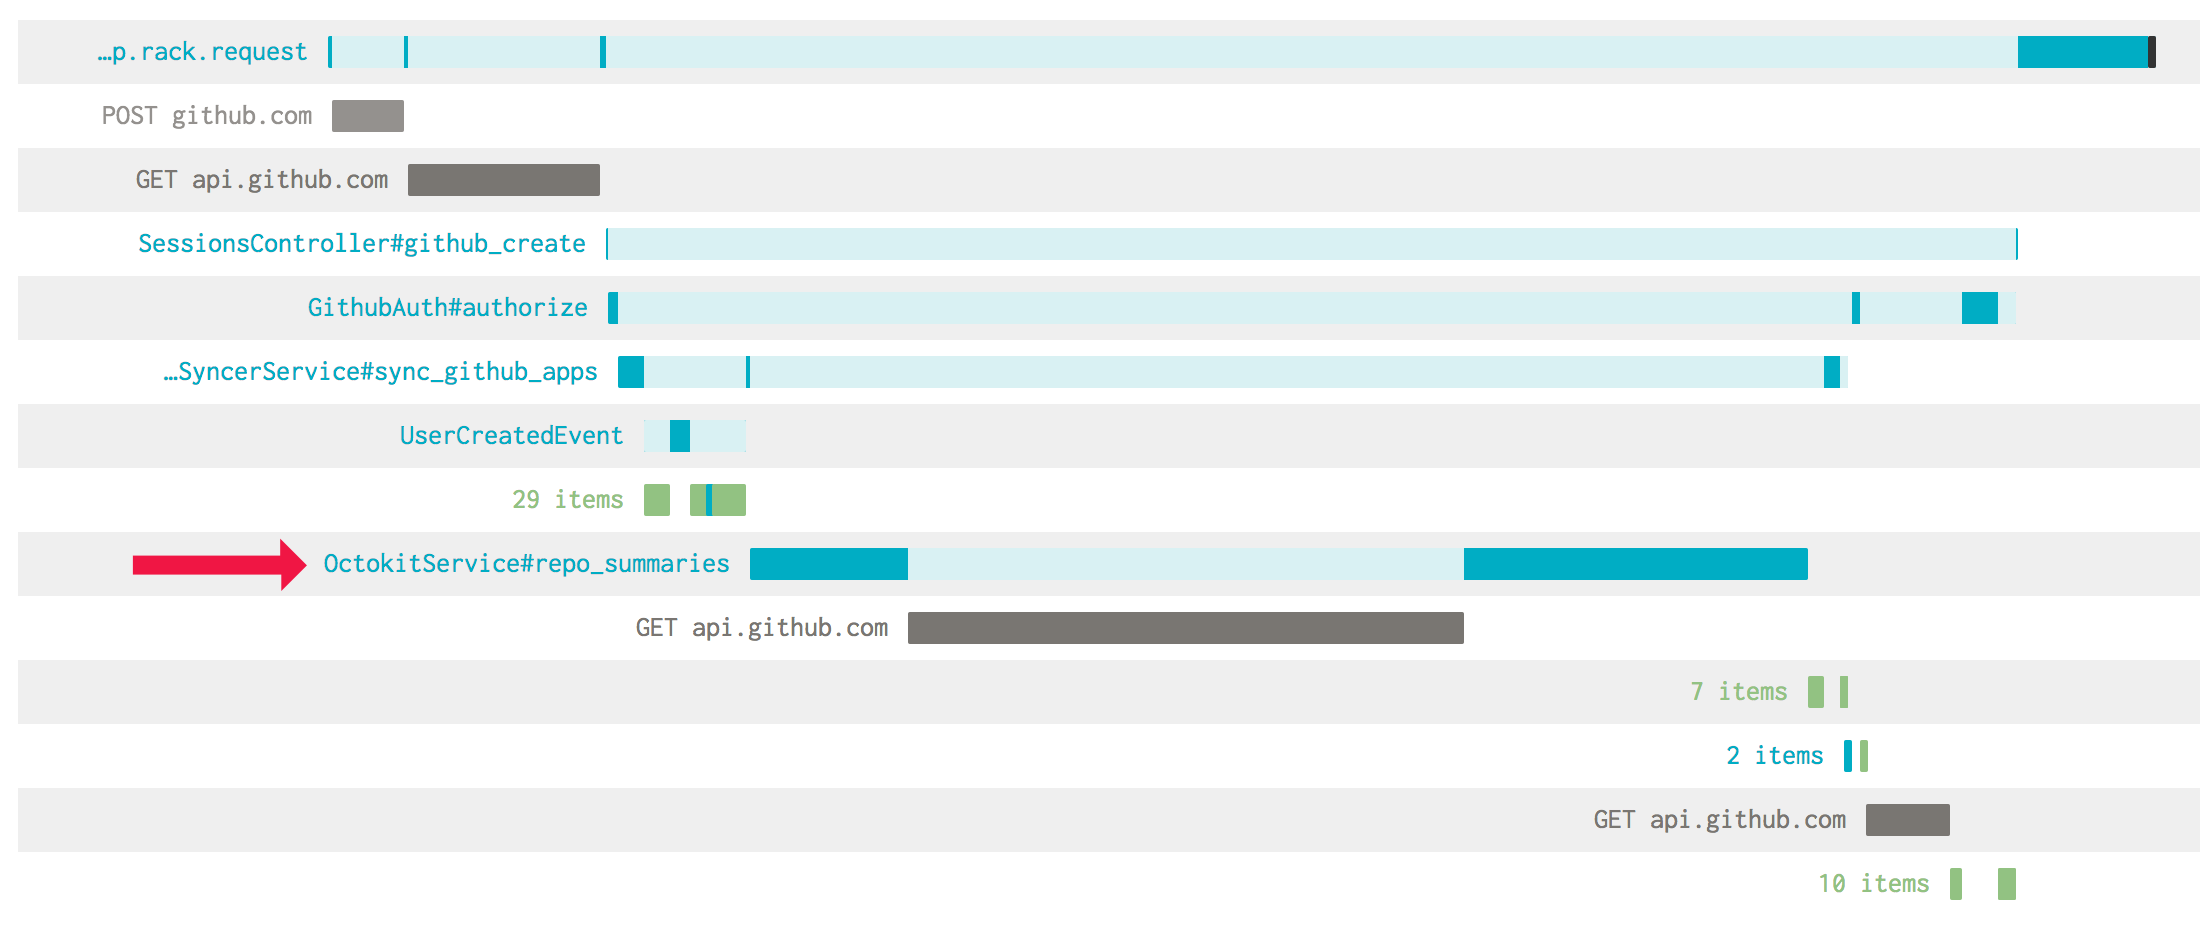 …p.rack.request
POST github.com
GET api.github.com
SessionsController#github_create
GithubAuth#authorize
…SyncerService#sync_github_apps
UserCreatedEvent
29 items
OctokitService#repo_summaries
GET api.github.com
7 items
2 items
GET api.github.com
10 items